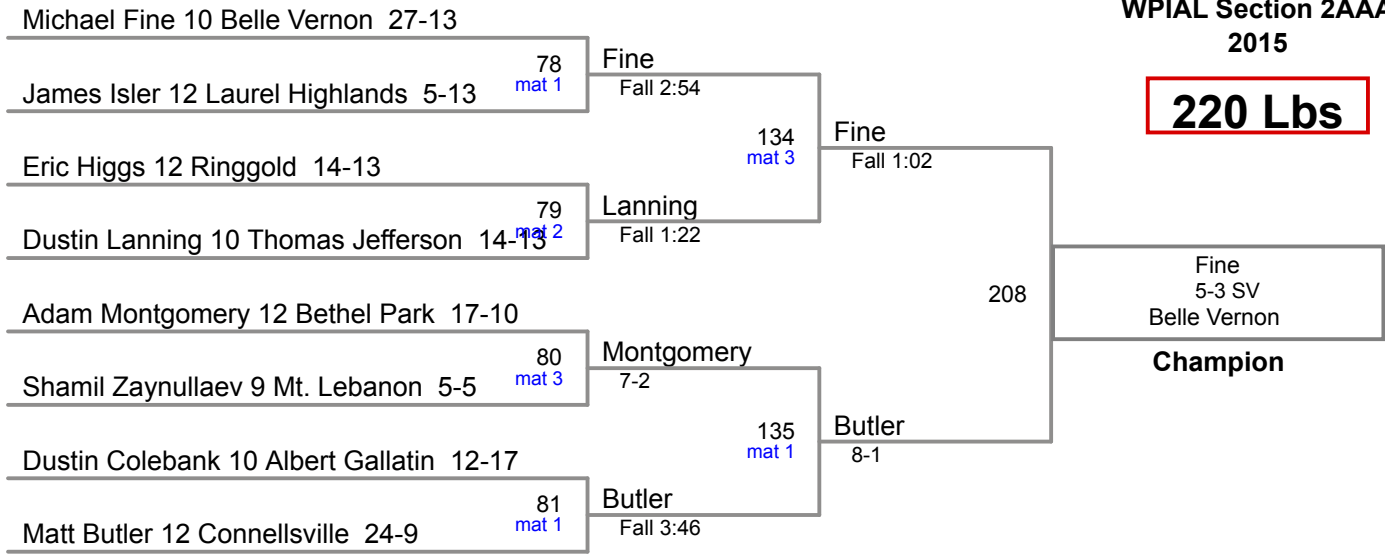 WPIAL Section 2AAA
2015
220 Lbs
Michael Fine 10 Belle Vernon 27-13
78
mat 1
Fine
Fall 2:54
James Isler 12 Laurel Highlands 5-13
134
mat 3
Fine
Fall 1:02
Eric Higgs 12 Ringgold 14-13
79
mat 2
Lanning
Fall 1:22
Dustin Lanning 10 Thomas Jefferson 14-13
208
Fine
5-3 SV
Belle Vernon
Champion
Adam Montgomery 12 Bethel Park 17-10
80
mat 3
Montgomery
7-2
Shamil Zaynullaev 9 Mt. Lebanon 5-5
135
mat 1
Butler
8-1
Dustin Colebank 10 Albert Gallatin 12-17
81
mat 1
Butler
Fall 3:46
Matt Butler 12 Connellsville 24-9